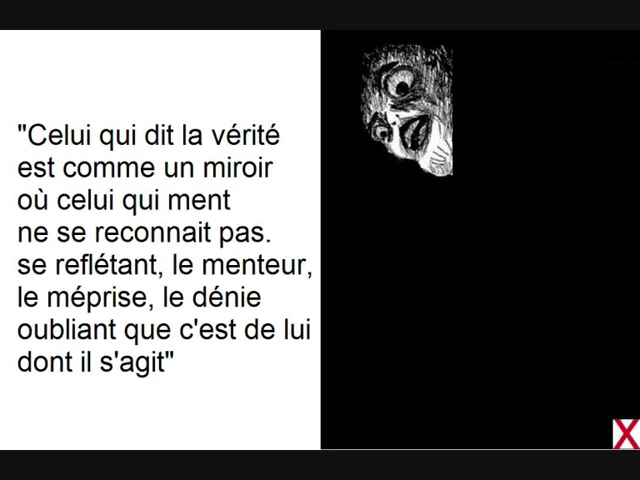 "Celui qui dit la vérité
est comme un miroir
où celui qui ment
ne se reconnait pas.
se reflétant, le menteur,
le méprise, le dénie
oubliant que c'est de lui
dont il s'agit"
X